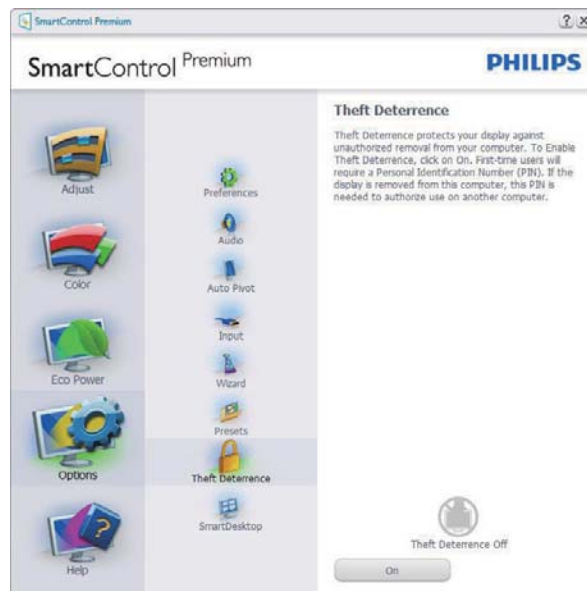 SmartControl Premium
? X
SmartControl Premium
PHILIPS
Adjust
Color
Eco Power
Options
Help
Preferences
Audio
Auto Pivot
Input
Wizard
Presets
Theft Deterrence
SmartDesktop
Theft Deterrence
Theft Deterrence protects your display against
unauthorized removal from your computer. To Enable
Theft Deterrence, click on On. First-time users will
require a Personal Identification Number (PIN). If the
display is removed from this computer, this PIN is
needed to authorize use on another computer.
Theft Deterrence Off
On